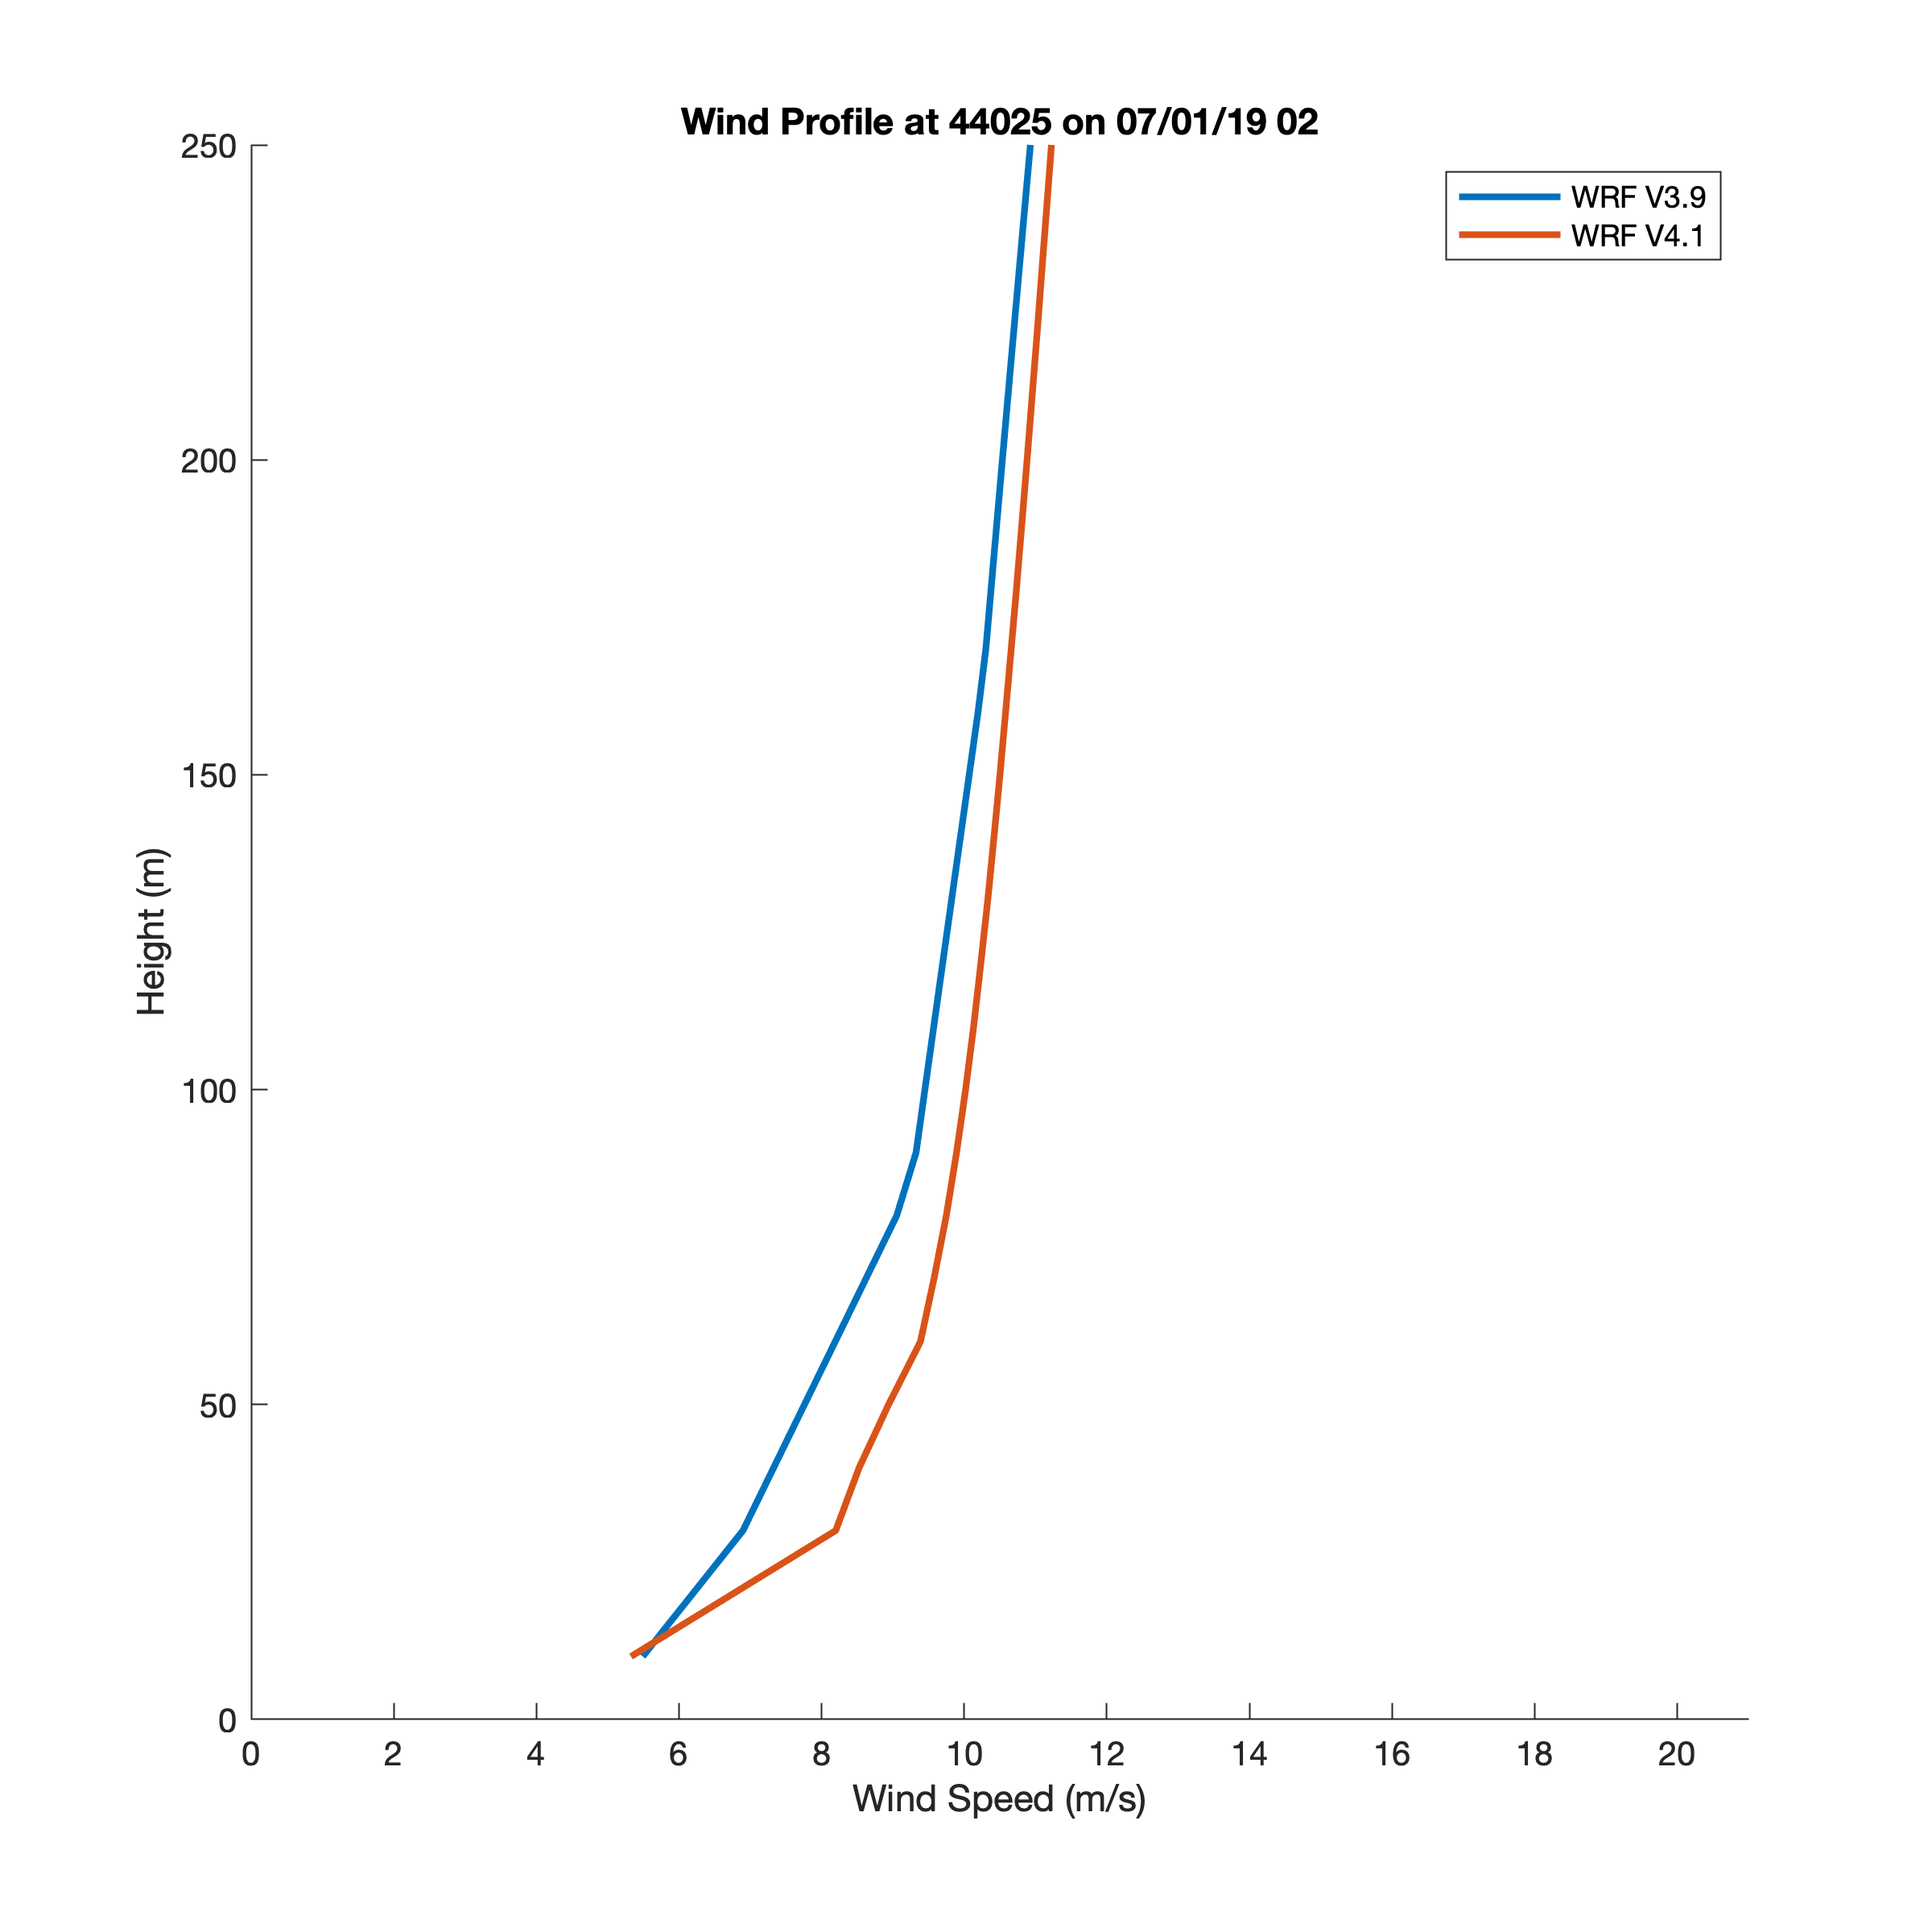 Wind Profile at 44025 on 07/01/19 02
WRF V3.9
WRF V4.1
250
200
150
100
50
0
Height (m)
0 2 4 6 8 10 12 14 16 18 20
Wind Speed (m/s)